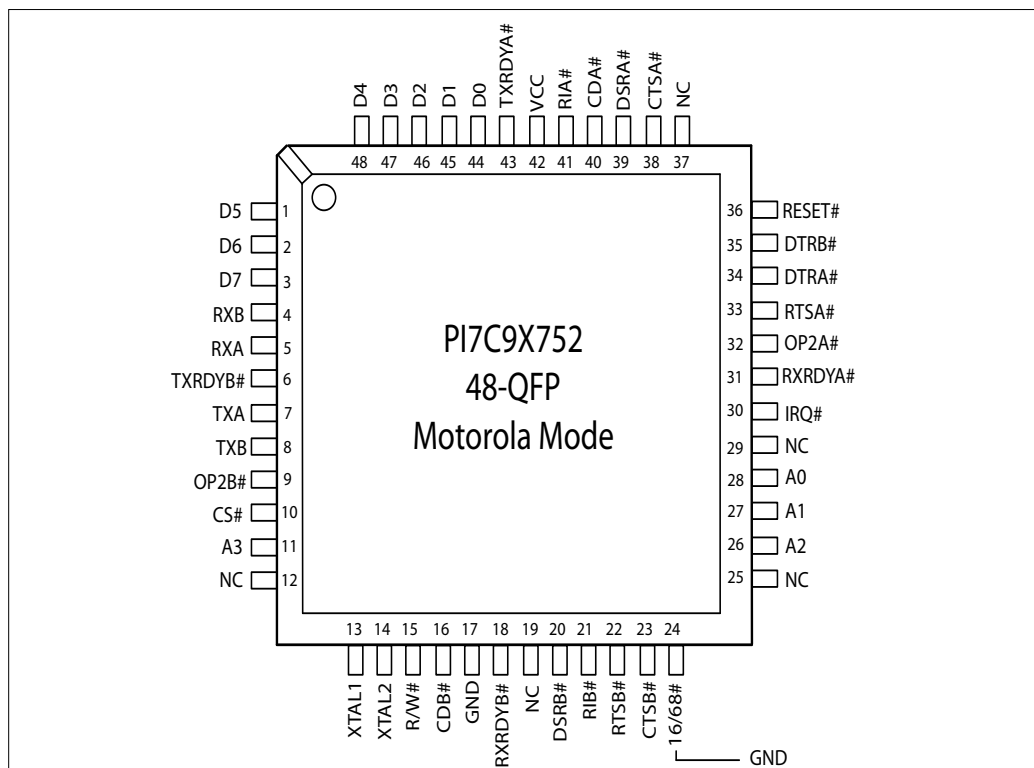 D4 D3 D2 D1 D0 TXRDYA# VCC RIA# CDA# DSRA# CTSA# NC
48 47 46 45 44 43 42 41 40 39 38 37
D5 1
D6 2
D7 3
RXB 4
RXA 5
TXRDYB# 6
TXA 7
TXB 8
OP2B# 9
CS# 10
A3 11
NC 12
PI7C9X752
48-QFP
Motorola Mode
36 RESET#
35 DTRB#
34 DTRA#
33 RTSA#
32 OP2A#
31 RXRDYA#
30 IRQ#
29 NC
28 A0
27 A1
26 A2
25 NC
13 14 15 16 17 18 19 20 21 22 23 24
XTAL1 XTAL2 R/W# CDB# GND RXRDYB# NC DSRB# RIB# RTSB# CTSB# 16/68#
GND